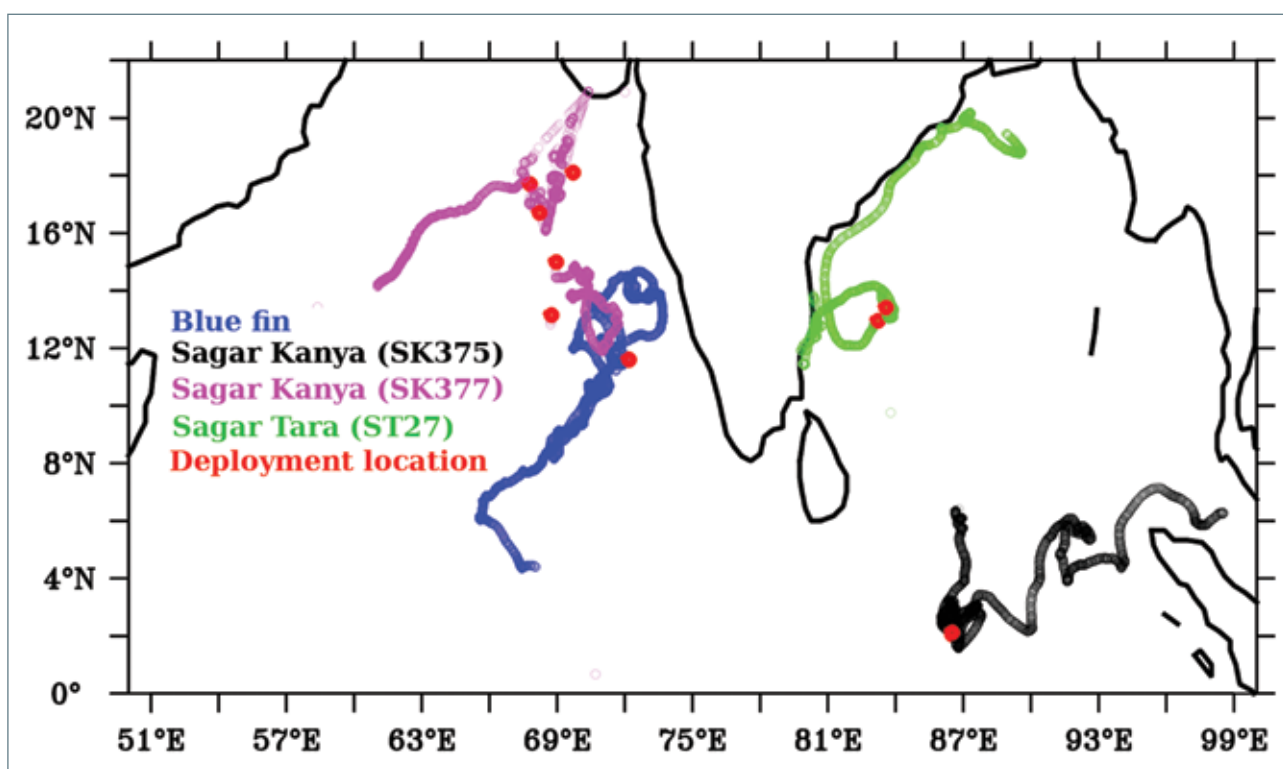 20°N
16°N
12°N
8°N
4°N
0°
Blue fin
Sagar Kanya (SK375)
Sagar Kanya (SK377)
Sagar Tara (ST27)
Deployment location
51°E 57°E 63°E 69°E 75°E 81°E 87°E 93°E 99°E